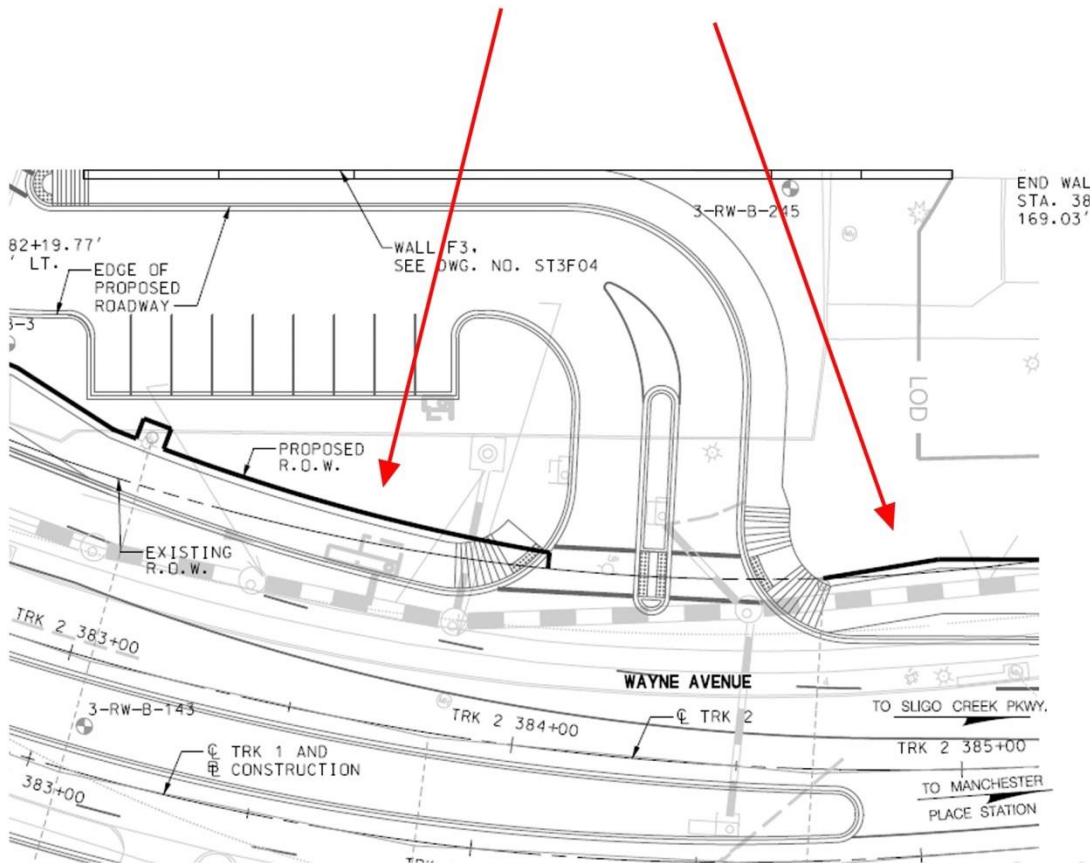 END WAL
STA. 38
169.03'
3-RW-B-245
82+19.77'
' LT.
WALL F3,
SEE DWG. NO. ST3F04
EDGE OF
PROPOSED
ROADWAY
B-3
LOD
PROPOSED
R.O.W.
EXISTING
R.O.W.
TRK 2 383+00
WAYNE AVENUE
3-RW-B-143
TRK 2 384+00
℄ TRK 2
TO SLIGO CREEK PKWY.
TRK 2 385+00
℄ TRK 1 AND
CONSTRUCTION
383+00
TO MANCHESTER
PLACE STATION